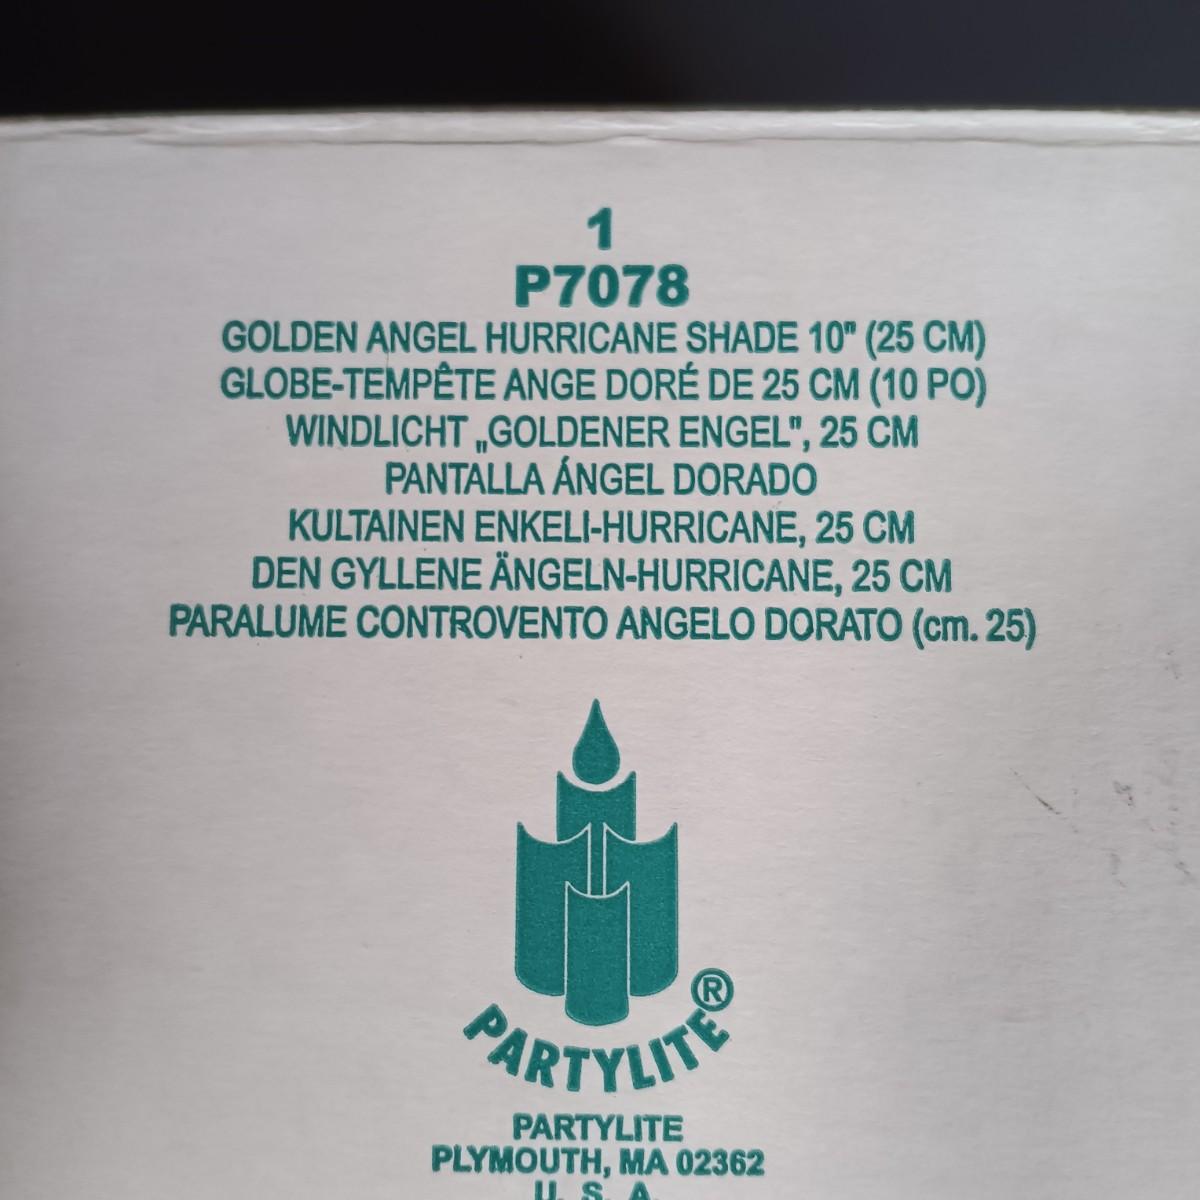 1
P7078
GOLDEN ANGEL HURRICANE SHADE 10" (25 CM)
GLOBE-TEMPÊTE ANGE DORÉ DE 25 CM (10 PO)
WINDLICHT „GOLDENER ENGEL", 25 CM
PANTALLA ÁNGEL DORADO
KULTAINEN ENKELI-HURRICANE, 25 CM
DEN GYLLENE ÄNGELN-HURRICANE, 25 CM
PARALUME CONTROVENTO ANGELO DORATO (cm. 25)
PARTYLITE®
PARTYLITE
PLYMOUTH, MA 02362
U. S. A.